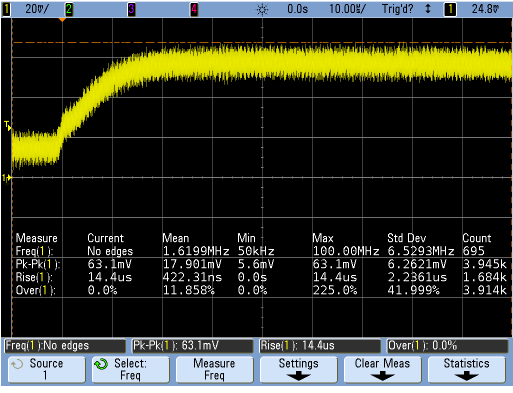 1 20▿/ 2 3 4 0.0s 10.00▿/ Trig'd? ↕ 1 24.8▿
T
1
Measure Current Mean Min Max Std Dev Count
Freq(1): No edges 1.6199MHz 50kHz 100.00MHz 6.5293MHz 695
Pk-Pk(1): 63.1mV 17.901mV 5.6mV 63.1mV 6.2621mV 3.945k
Rise(1): 14.4us 422.31ns 0.0s 14.4us 2.2361us 1.684k
Over(1): 0.0% 11.858% 0.0% 225.0% 41.999% 3.914k
Freq(1):No edges Pk-Pk(1): 63.1mV Rise(1): 14.4us Over(1): 0.0%
Source Select: Measure Settings Clear Meas Statistics
1 Freq Freq